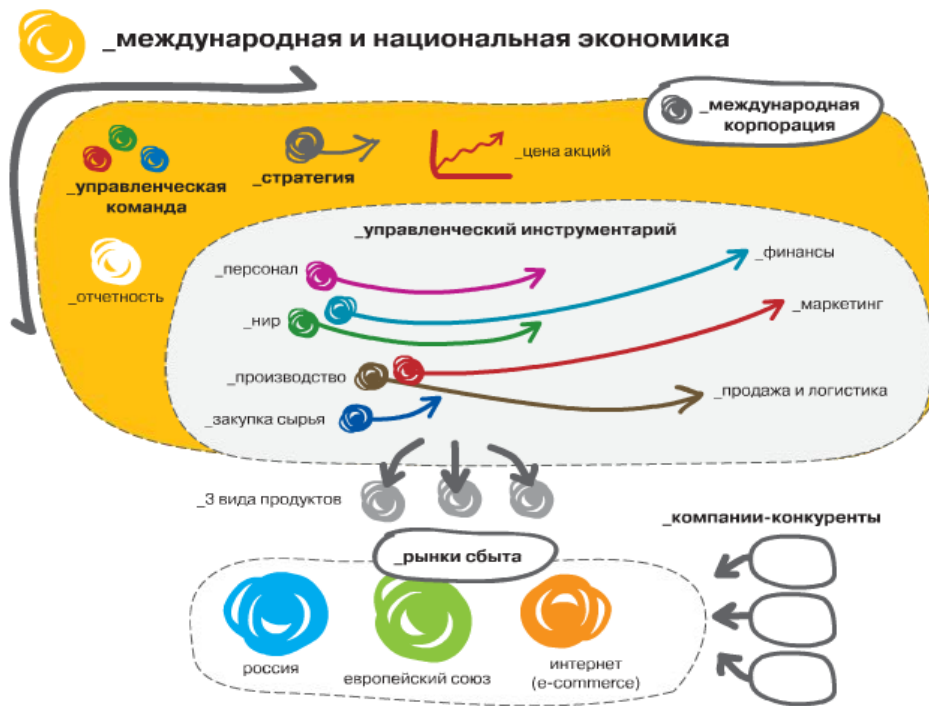 _международная и национальная экономика
_международная
корпорация
_управленческая
команда
_стратегия
_цена акций
_отчетность
_управленческий инструментарий
_персонал
_финансы
_нир
_маркетинг
_производство
_продажа и логистика
_закупка сырья
_3 вида продуктов
_компании-конкуренты
_рынки сбыта
россия
европейский союз
интернет
(e-commerce)